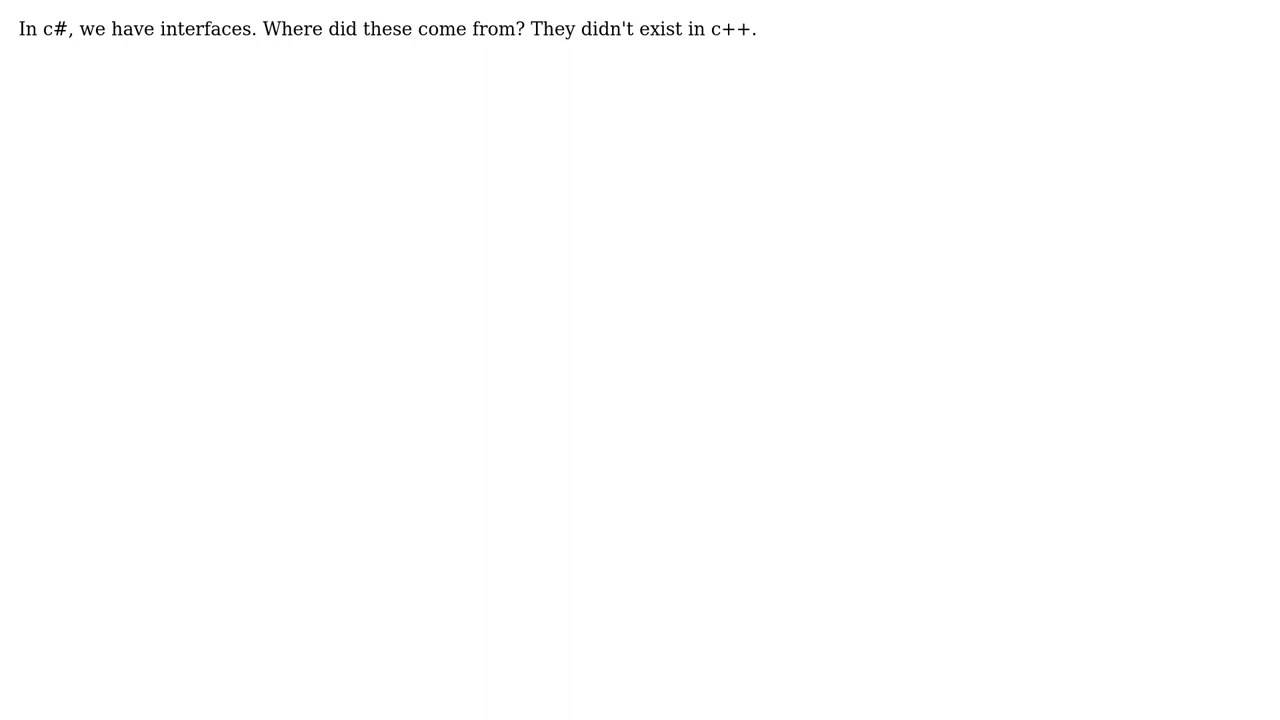 In c#, we have interfaces. Where did these come from? They didn't exist in c++.